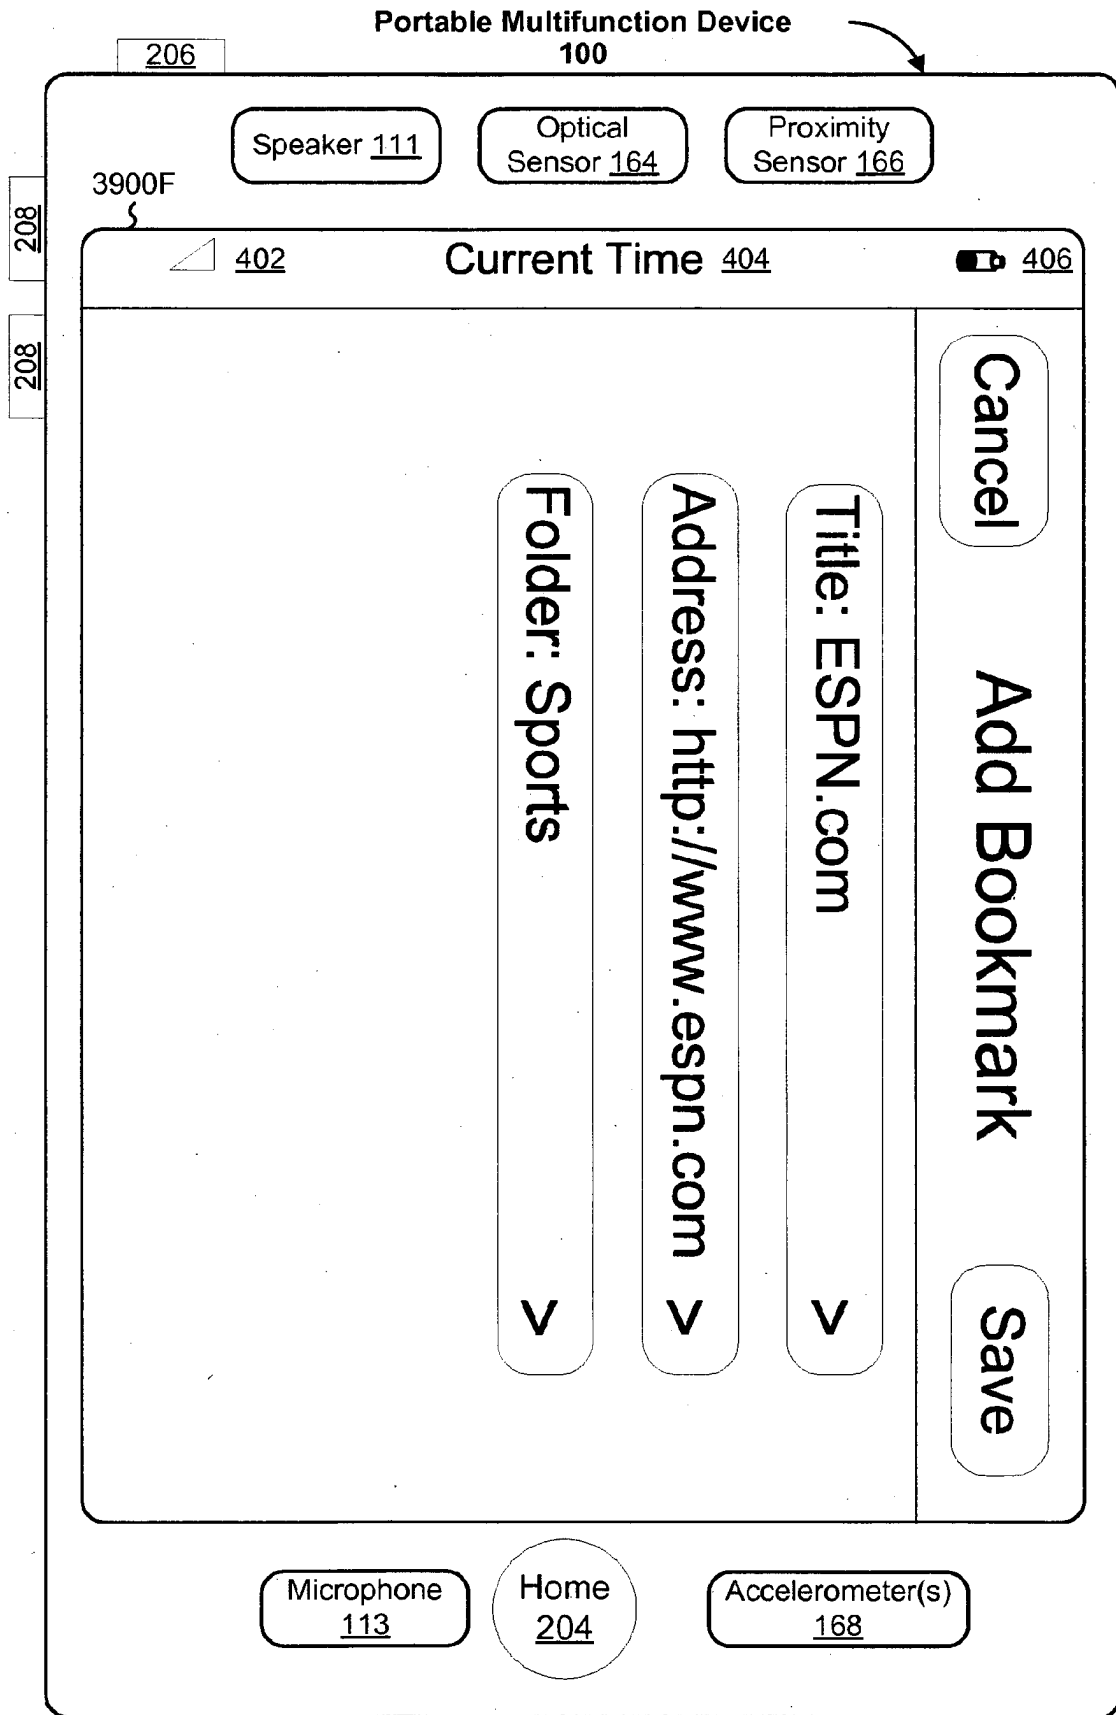 Portable Multifunction Device
100
206
Speaker 111
Optical
Sensor 164
Proximity
Sensor 166
3900F
208
208
402
Current Time 404
406
Cancel
Add Bookmark
Save
Title: ESPN.com >
Address: http://www.espn.com >
Folder: Sports >
Microphone
113
Home
204
Accelerometer(s)
168